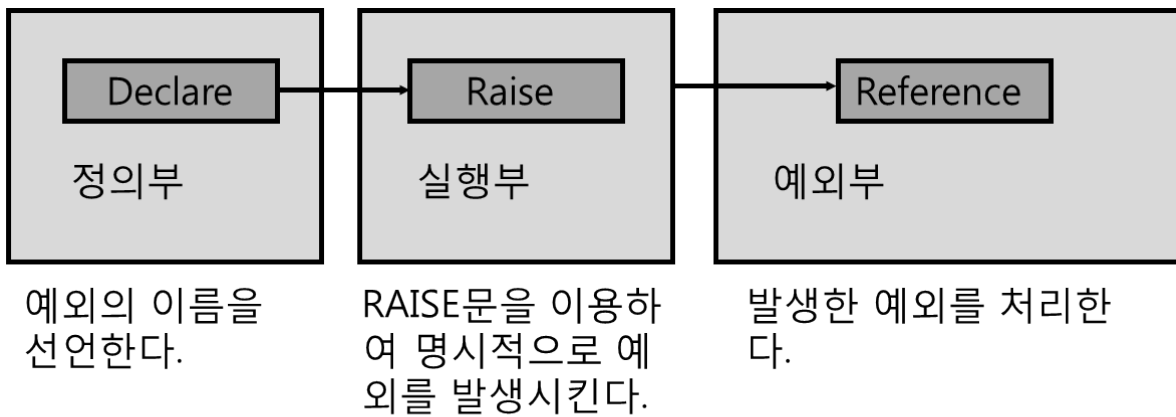 Declare
정의부
예외의 이름을
선언한다.
Raise
실행부
RAISE문을 이용하
여 명시적으로 예
외를 발생시킨다.
Reference
예외부
발생한 예외를 처리한
다.